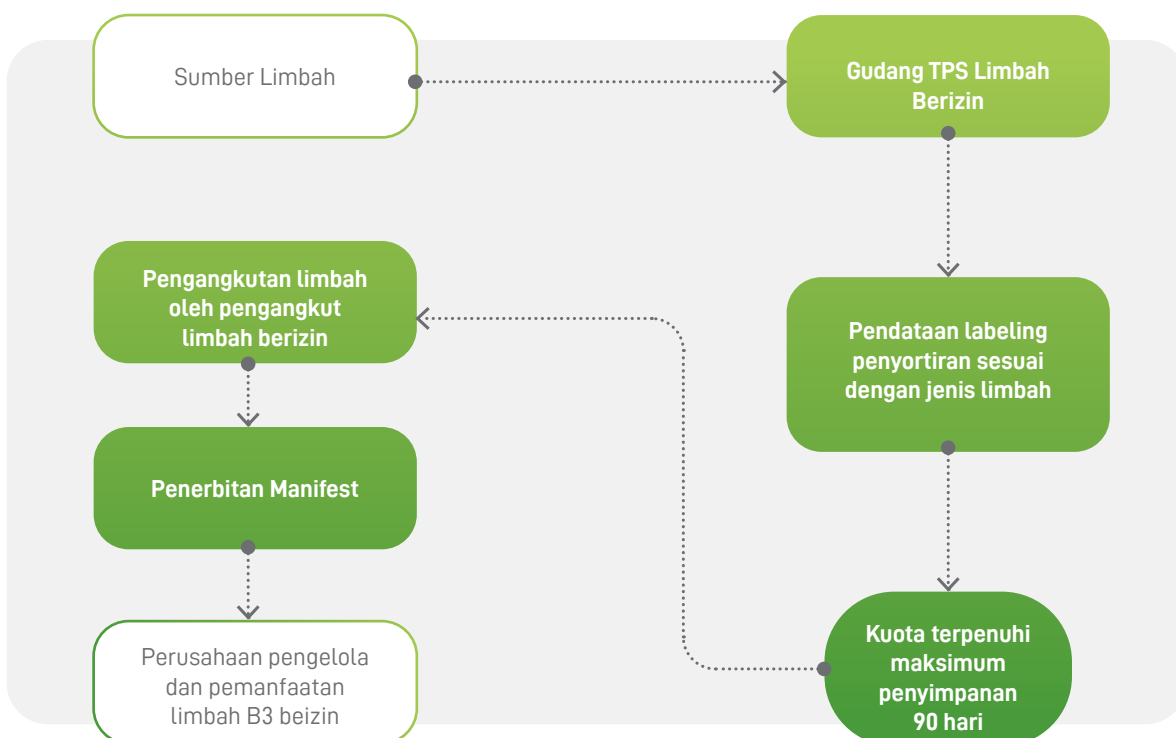 Sumber Limbah
Gudang TPS Limbah
Berizin
Pendataan labeling
penyortiran sesuai
dengan jenis limbah
Kuota terpenuhi
maksimum
penyimpanan
90 hari
Pengangkutan limbah
oleh pengangkut
limbah berizin
Penerbitan Manifest
Perusahaan pengelola
dan pemanfaatan
limbah B3 beizin